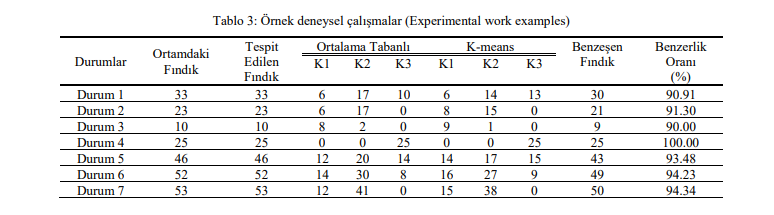 Tablo 3: Örnek deneysel çalışmalar (Experimental work examples)
Durumlar Ortamdaki Fındık Tespit Edilen Fındık Ortalama Tabanlı K-means Benzeşen Fındık Benzerlik Oranı (%)
K1 K2 K3 K1 K2 K3
Durum 1 33 33 6 17 10 6 14 13 30 90.91
Durum 2 23 23 6 17 0 8 15 0 21 91.30
Durum 3 10 10 8 2 0 9 1 0 9 90.00
Durum 4 25 25 0 0 25 0 0 25 25 100.00
Durum 5 46 46 12 20 14 14 17 15 43 93.48
Durum 6 52 52 14 30 8 16 27 9 49 94.23
Durum 7 53 53 12 41 0 15 38 0 50 94.34